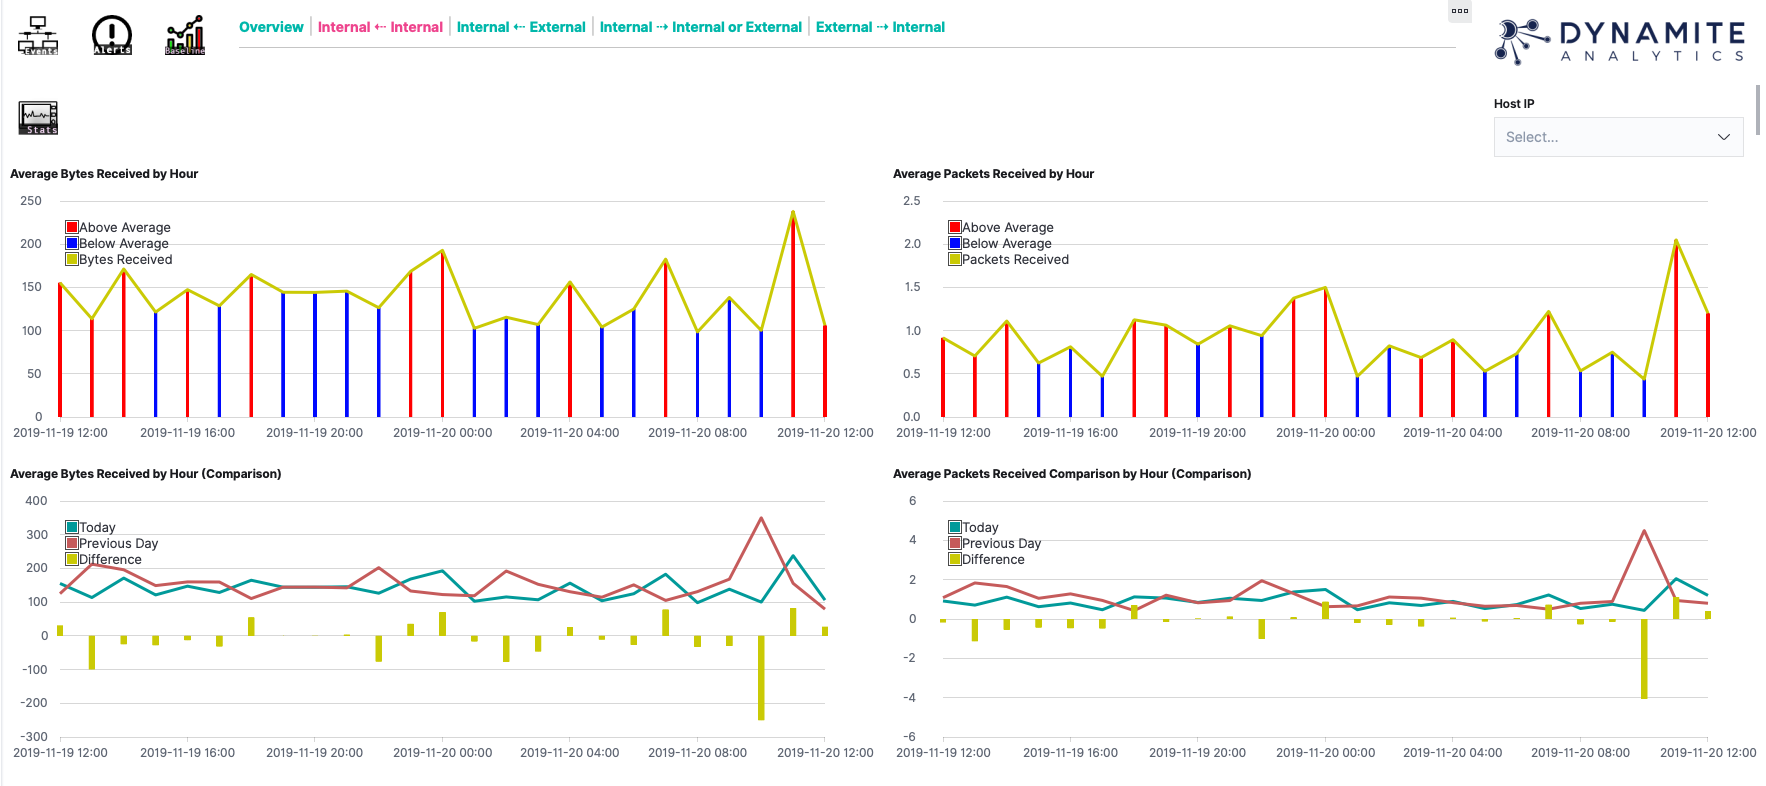 Events
Alerts
Baseline
Overview
Internal ⇠ Internal
Internal ⇠ External
Internal ⇢ Internal or External
External ⇢ Internal
DYNAMITE
ANALYTICS
Stats
Host IP
Select...
Average Bytes Received by Hour
250
200
150
100
50
0
Above Average
Below Average
Bytes Received
2019-11-19 12:00 2019-11-19 16:00 2019-11-19 20:00 2019-11-20 00:00 2019-11-20 04:00 2019-11-20 08:00 2019-11-20 12:00
Average Packets Received by Hour
2.5
2.0
1.5
1.0
0.5
0.0
Above Average
Below Average
Packets Received
2019-11-19 12:00 2019-11-19 16:00 2019-11-19 20:00 2019-11-20 00:00 2019-11-20 04:00 2019-11-20 08:00 2019-11-20 12:00
Average Bytes Received by Hour (Comparison)
400
300
200
100
0
-100
-200
-300
Today
Previous Day
Difference
2019-11-19 12:00 2019-11-19 16:00 2019-11-19 20:00 2019-11-20 00:00 2019-11-20 04:00 2019-11-20 08:00 2019-11-20 12:00
Average Packets Received Comparison by Hour (Comparison)
6
4
2
0
-2
-4
-6
Today
Previous Day
Difference
2019-11-19 12:00 2019-11-19 16:00 2019-11-19 20:00 2019-11-20 00:00 2019-11-20 04:00 2019-11-20 08:00 2019-11-20 12:00